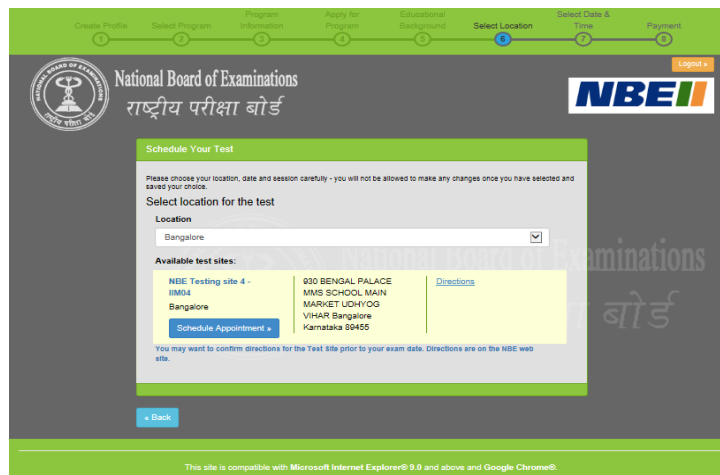 Create Profile
Select Program
Program Information
Apply for Program
Educational Background
Select Location
Select Date & Time
Payment
1
2
3
4
5
6
7
8
Logout »
National Board of Examinations
राष्ट्रीय परीक्षा बोर्ड
NBE
Schedule Your Test
Please choose your location, date and session carefully - you will not be allowed to make any changes once you have selected and
saved your choice.
Select location for the test
Location
Bangalore
Available test sites:
NBE Testing site 4 -
IIM04
Bangalore
Schedule Appointment »
930 BENGAL PALACE
MMS SCHOOL MAIN
MARKET UDHYOG
VIHAR Bangalore
Karnataka 89455
Directions
You may want to confirm directions for the Test Site prior to your exam date. Directions are on the NBE web
site.
National Board of Examinations
बोर्ड
« Back
This site is compatible with Microsoft Internet Explorer® 9.0 and above and Google Chrome®.